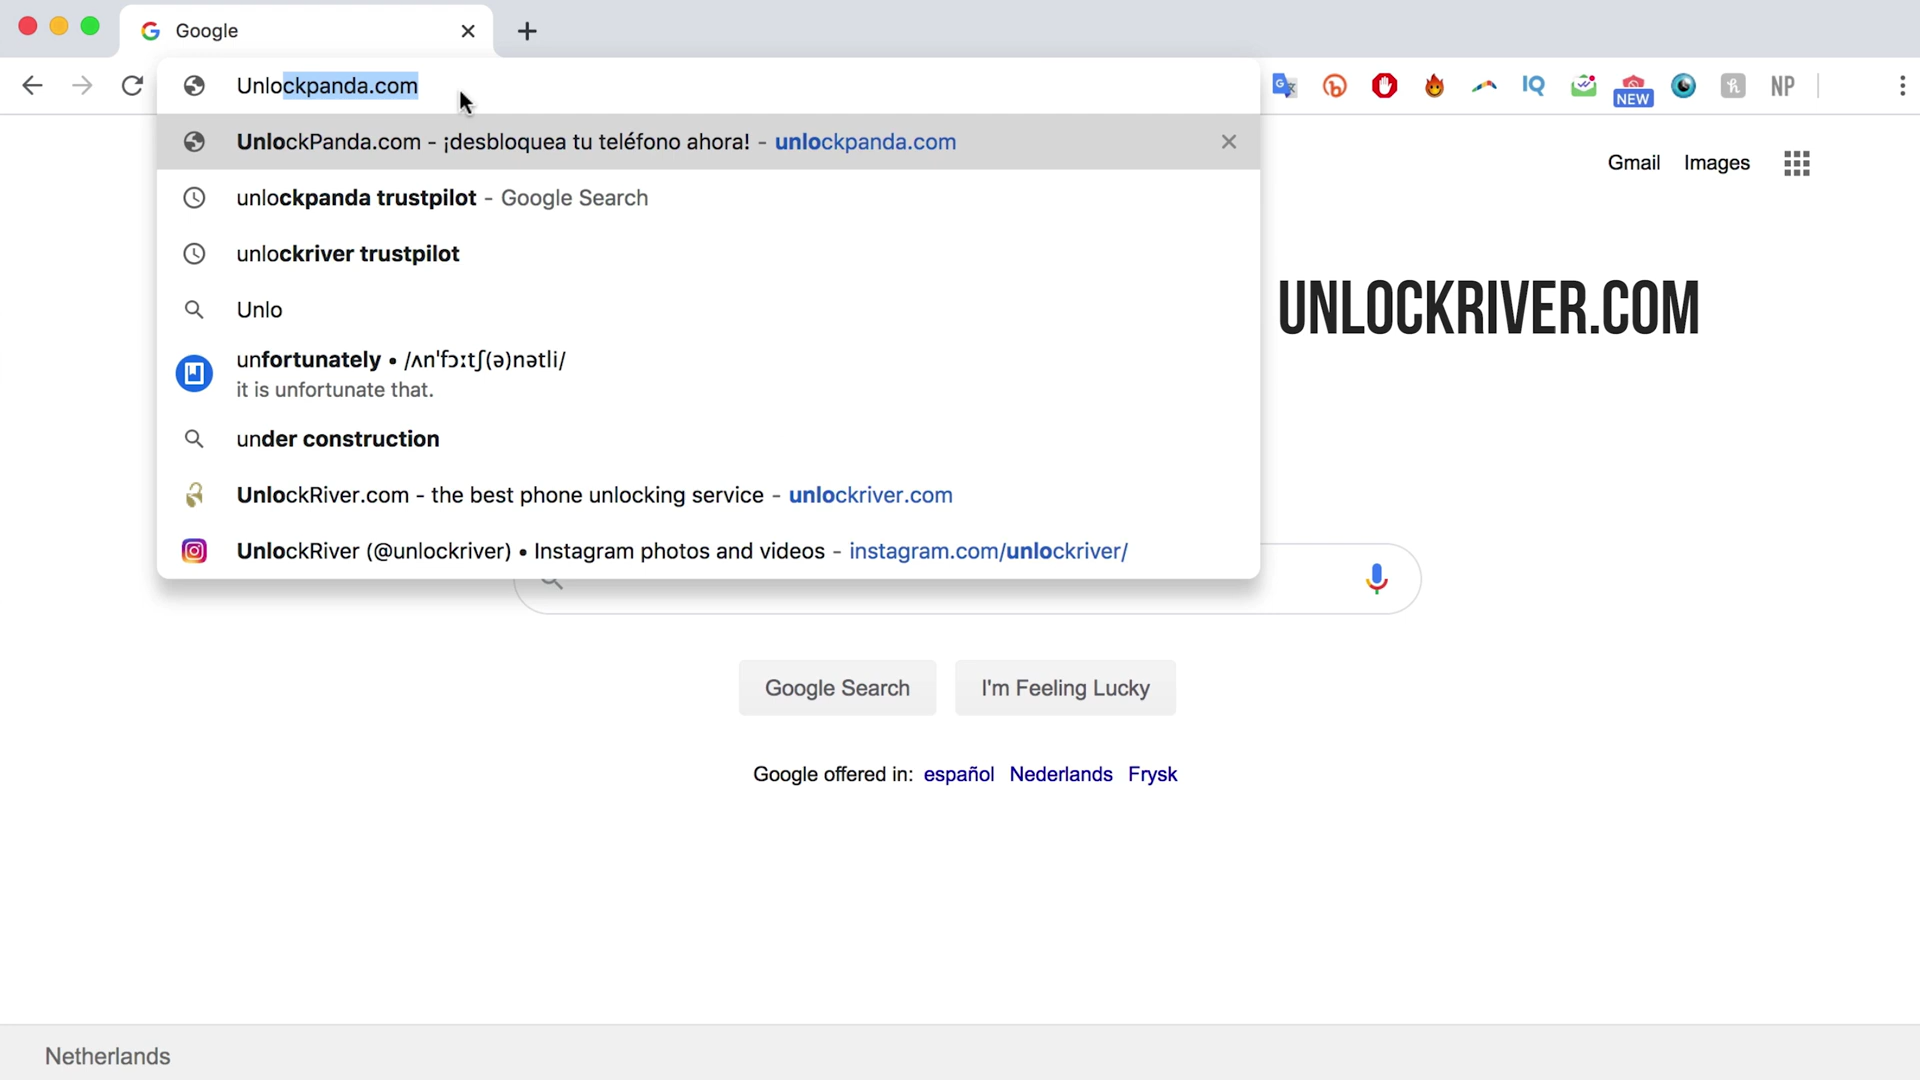 Google
Unlockpanda.com
NEW
IQ
NP
UnlockPanda.com - ¡desbloquea tu teléfono ahora! - unlockpanda.com
Gmail Images
unlockpanda trustpilot - Google Search
unlockriver trustpilot
Unlo
UNLOCKRIVER.COM
unfortunately • /ʌnˈfɔːtʃ(ə)nətli/
it is unfortunate that.
under construction
UnlockRiver.com - the best phone unlocking service - unlockriver.com
UnlockRiver (@unlockriver) • Instagram photos and videos - instagram.com/unlockriver/
Google Search I'm Feeling Lucky
Google offered in: español Nederlands Frysk
Netherlands